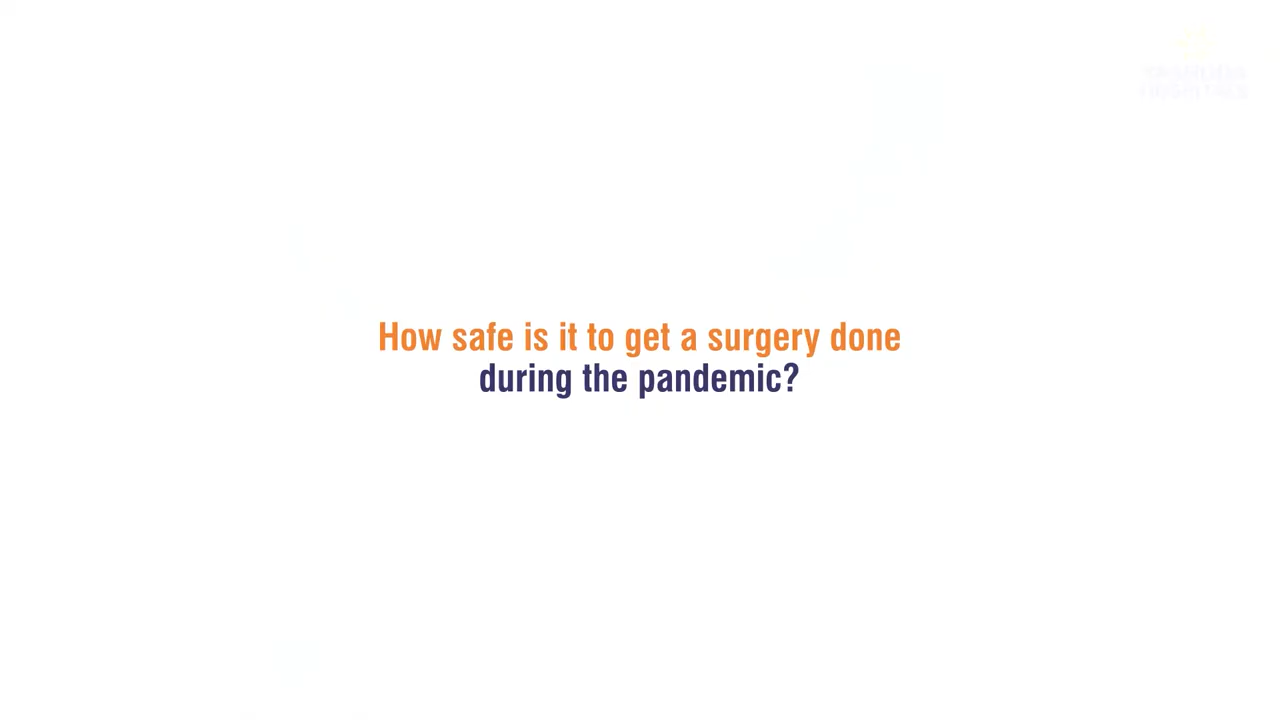 How safe is it to get a surgery done
during the pandemic?